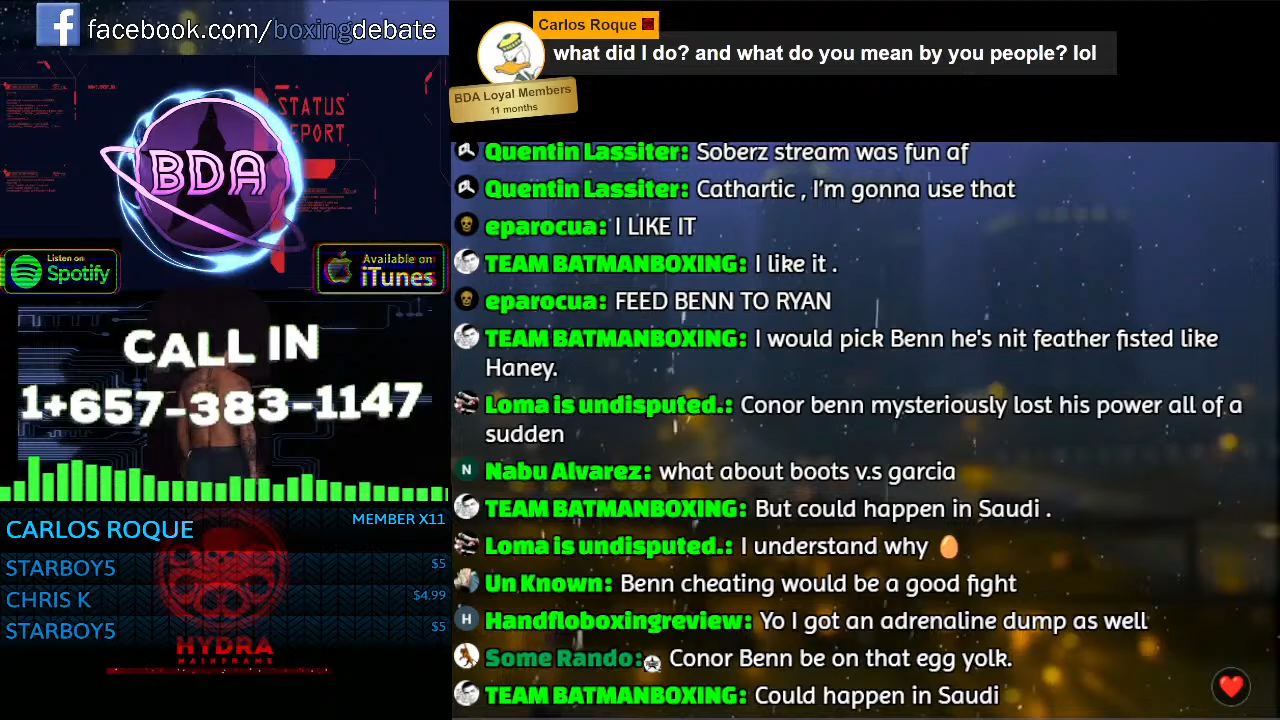 facebook.com/boxingdebate
STATUS
REPORT
BDA
Listen on
Spotify
Available on
iTunes
CALL IN
1+657-383-1147
CARLOS ROQUE
MEMBER X11
STARBOY5
$5
CHRIS K
$4.99
STARBOY5
$5
HYDRA
MAINFRAME
Carlos Roque
what did I do? and what do you mean by you people? lol
BDA Loyal Members
11 months
Quentin Lassiter: Soberz stream was fun af
Quentin Lassiter: Cathartic , I'm gonna use that
eparocua: I LIKE IT
TEAM BATMANBOXING: I like it .
eparocua: FEED BENN TO RYAN
TEAM BATMANBOXING: I would pick Benn he's nit feather fisted like
Haney.
Loma is undisputed.: Conor benn mysteriously lost his power all of a
sudden
N
Nabu Alvarez: what about boots v.s garcia
TEAM BATMANBOXING: But could happen in Saudi .
Loma is undisputed.: I understand why 🥚
Un Known: Benn cheating would be a good fight
H
Handfloboxingreview: Yo I got an adrenaline dump as well
Some Rando: Conor Benn be on that egg yolk.
TEAM BATMANBOXING: Could happen in Saudi